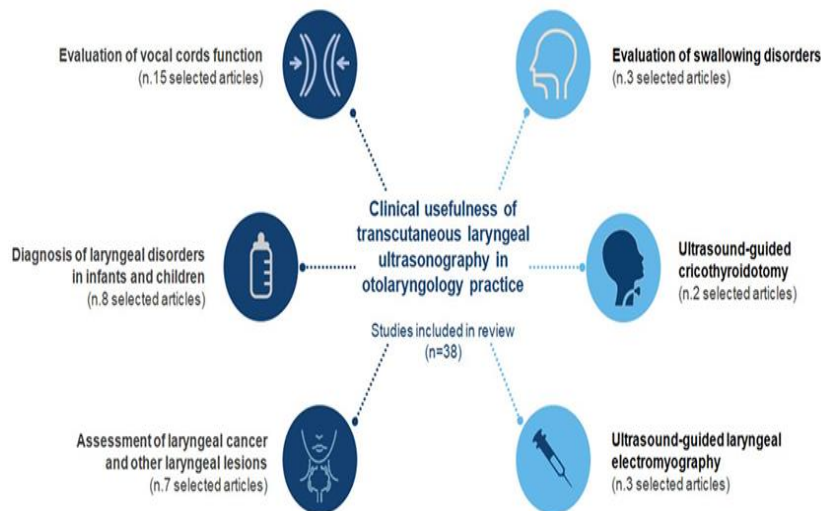 Evaluation of vocal cords function
(n.15 selected articles)
Evaluation of swallowing disorders
(n.3 selected articles)
Clinical usefulness of
transcutaneous laryngeal
ultrasonography in
otolaryngology practice
Studies included in review
(n=38)
Diagnosis of laryngeal disorders
in infants and children
(n.8 selected articles)
Ultrasound-guided
cricothyroidotomy
(n.2 selected articles)
Assessment of laryngeal cancer
and other laryngeal lesions
(n.7 selected articles)
Ultrasound-guided laryngeal
electromyography
(n.3 selected articles)